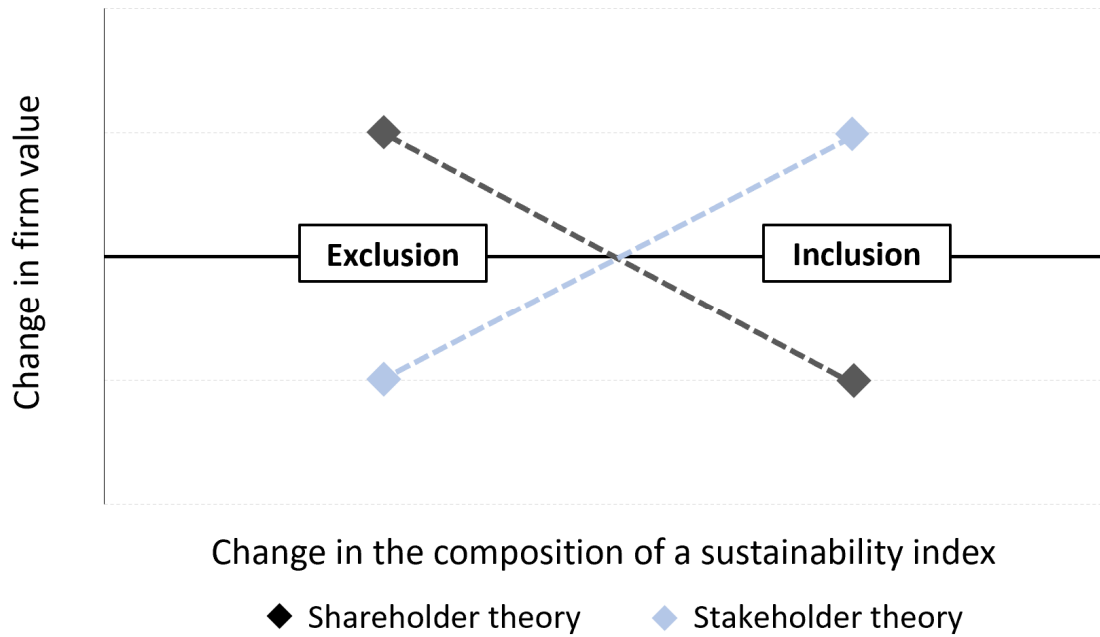 Change in firm value
Exclusion
Inclusion
Change in the composition of a sustainability index
Shareholder theory
Stakeholder theory